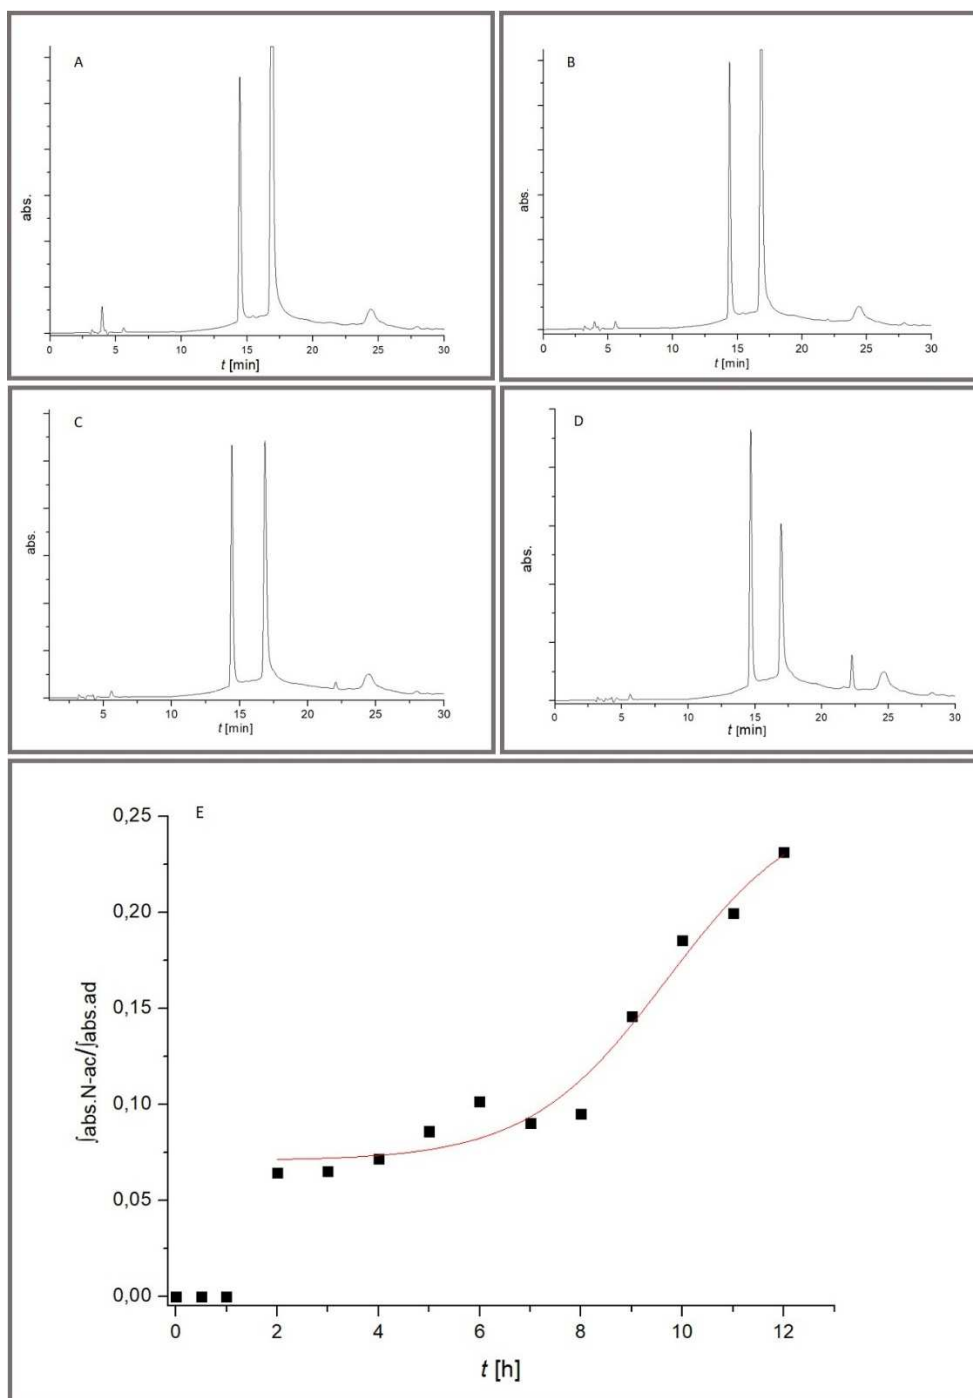 A
abs.
0 5 10 15 20 25 30
t [min]
B
abs.
0 5 10 15 20 25 30
t [min]
C
abs.
5 10 15 20 25 30
t [min]
D
abs.
0 5 10 15 20 25 30
t [min]
E
∫abs.N-ac/∫abs.ad
0,25
0,20
0,15
0,10
0,05
0,00
0 2 4 6 8 10 12
t [h]